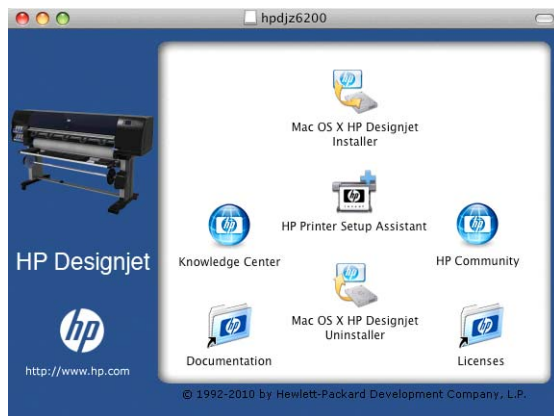 hpdjz6200
Mac OS X HP Designjet
Installer
HP Printer Setup Assistant
Knowledge Center
HP Community
HP Designjet
Mac OS X HP Designjet
Uninstaller
hp
http://www.hp.com
Documentation
Licenses
© 1992-2010 by Hewlett-Packard Development Company, L.P.